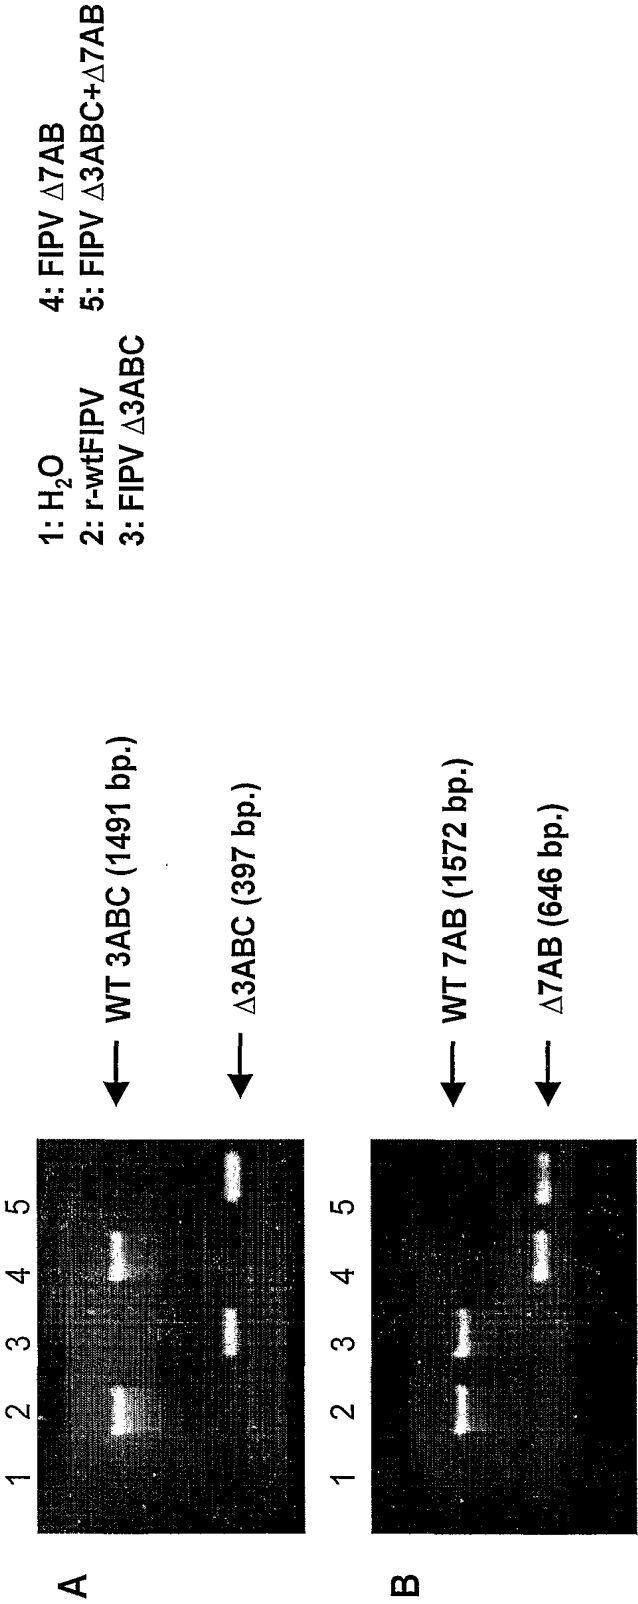 1: H₂O
2: r-wtFIPV
3: FIPV Δ3ABC
4: FIPV Δ7AB
5: FIPV Δ3ABC+Δ7AB
A
1 2 3 4 5
WT 3ABC (1491 bp.)
Δ3ABC (397 bp.)
B
1 2 3 4 5
WT 7AB (1572 bp.)
Δ7AB (646 bp.)